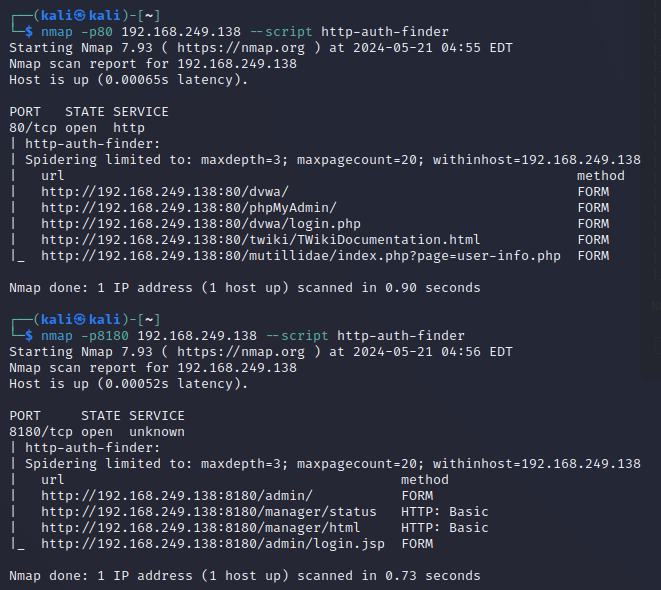 ┌──(kali㉿kali)-[~]
└─$ nmap -p80 192.168.249.138 --script http-auth-finder
Starting Nmap 7.93 ( https://nmap.org ) at 2024-05-21 04:55 EDT
Nmap scan report for 192.168.249.138
Host is up (0.00065s latency).

PORT   STATE SERVICE
80/tcp open  http
| http-auth-finder:
| Spidering limited to: maxdepth=3; maxpagecount=20; withinhost=192.168.249.138
|   url                                                                method
|   http://192.168.249.138:80/dvwa/                                    FORM
|   http://192.168.249.138:80/phpMyAdmin/                              FORM
|   http://192.168.249.138:80/dvwa/login.php                           FORM
|   http://192.168.249.138:80/twiki/TWikiDocumentation.html            FORM
|_  http://192.168.249.138:80/mutillidae/index.php?page=user-info.php  FORM

Nmap done: 1 IP address (1 host up) scanned in 0.90 seconds

┌──(kali㉿kali)-[~]
└─$ nmap -p8180 192.168.249.138 --script http-auth-finder
Starting Nmap 7.93 ( https://nmap.org ) at 2024-05-21 04:56 EDT
Nmap scan report for 192.168.249.138
Host is up (0.00052s latency).

PORT     STATE SERVICE
8180/tcp open  unknown
| http-auth-finder:
| Spidering limited to: maxdepth=3; maxpagecount=20; withinhost=192.168.249.138
|   url                                          method
|   http://192.168.249.138:8180/admin/           FORM
|   http://192.168.249.138:8180/manager/status   HTTP: Basic
|   http://192.168.249.138:8180/manager/html     HTTP: Basic
|_  http://192.168.249.138:8180/admin/login.jsp  FORM

Nmap done: 1 IP address (1 host up) scanned in 0.73 seconds